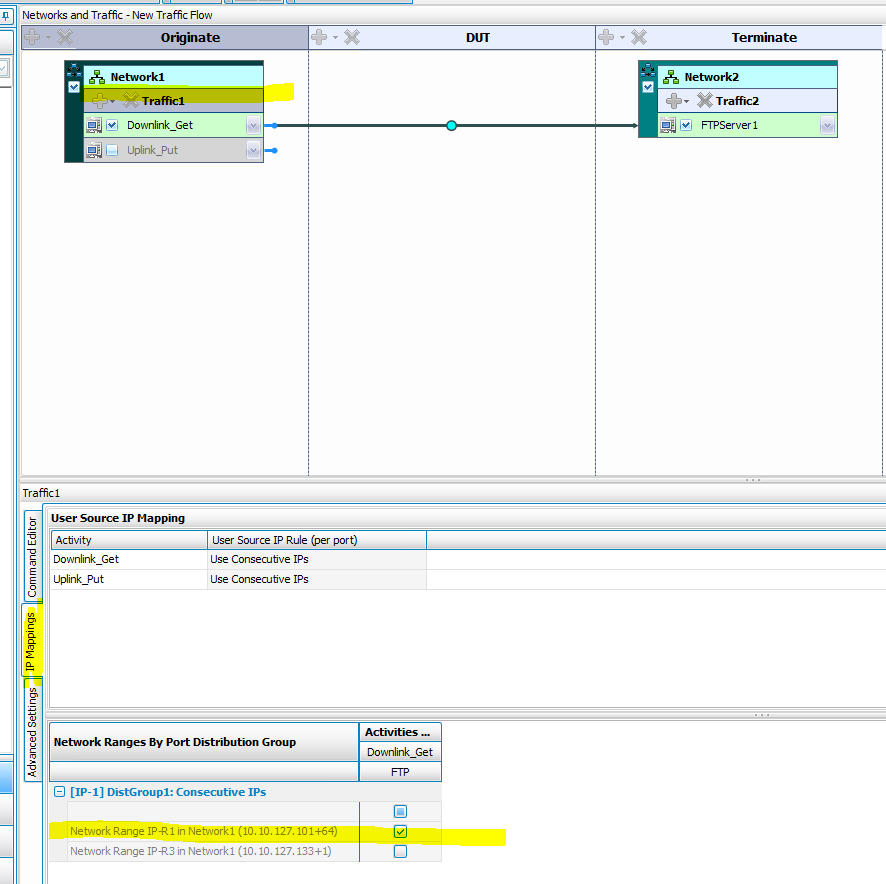 Networks and Traffic - New Traffic Flow
Originate
DUT
Terminate
Network1
Traffic1
Downlink_Get
Uplink_Put
Network2
Traffic2
FTPServer1
Traffic1
Command Editor
IP Mappings
Advanced Settings
User Source IP Mapping
Activity User Source IP Rule (per port)
Downlink_Get Use Consecutive IPs
Uplink_Put Use Consecutive IPs
Network Ranges By Port Distribution Group
Activities ...
Downlink_Get
FTP
[IP-1] DistGroup1: Consecutive IPs
Network Range IP-R1 in Network1 (10.10.127.101+64)
Network Range IP-R3 in Network1 (10.10.127.133+1)